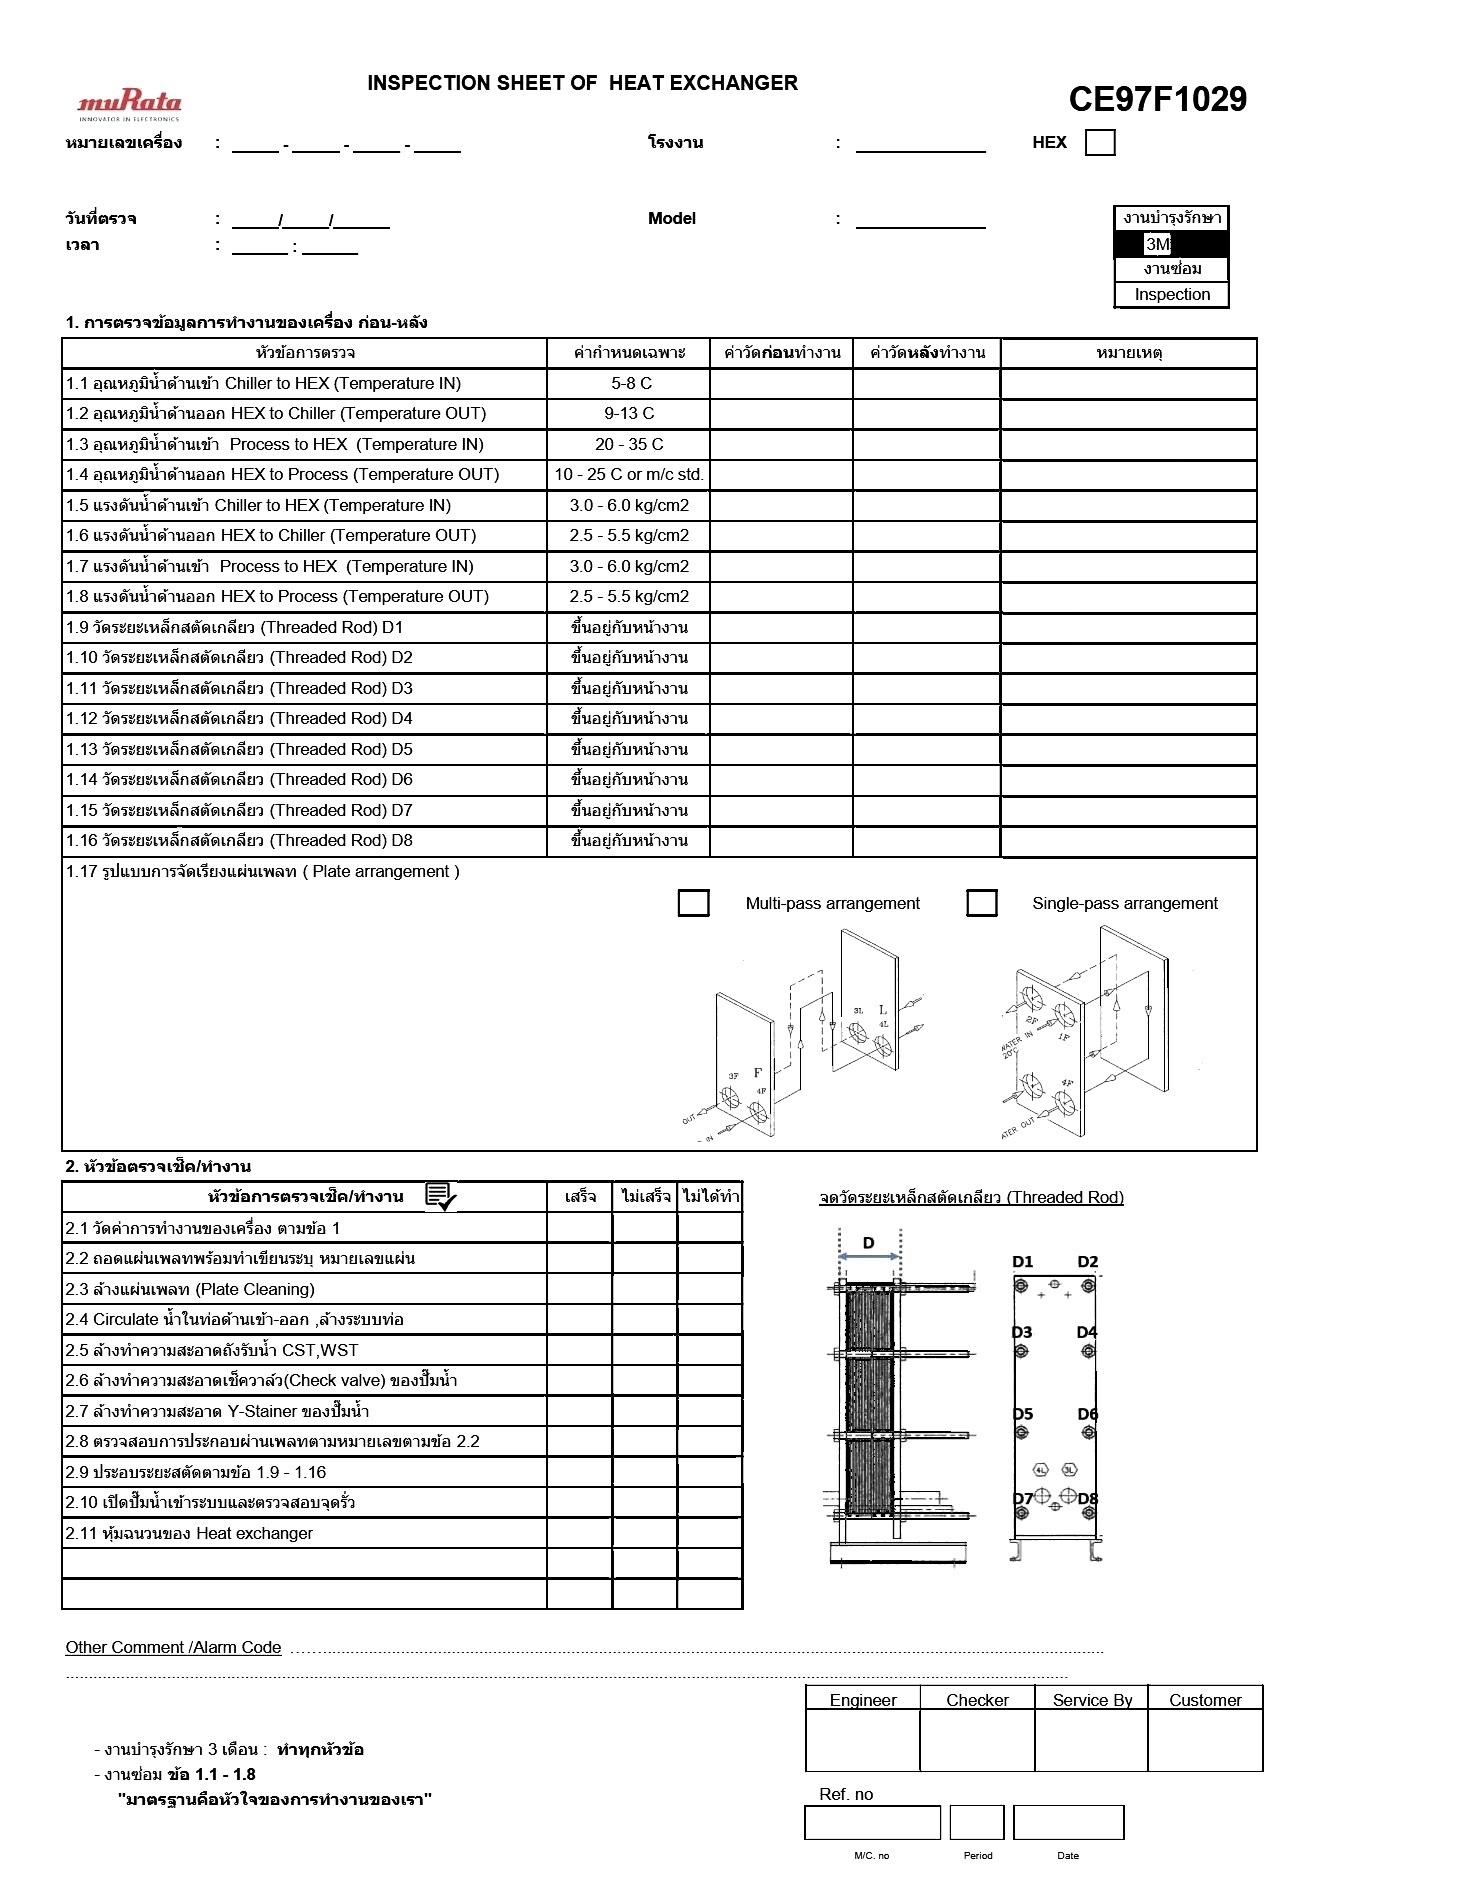 INSPECTION SHEET OF  HEAT EXCHANGER
muRata
INNOVATOR IN ELECTRONICS
CE97F1029
หมายเลขเครื่อง : _____ - _____ - _____ - _____ โรงงาน : HEX
วันที่ตรวจ : _____/_____/______ Model :
เวลา : ______ : ______
งานบำรุงรักษา
3M
งานซ่อม
Inspection
1. การตรวจข้อมูลการทำงานของเครื่อง ก่อน-หลัง
หัวข้อการตรวจ ค่ากำหนดเฉพาะ ค่าวัดก่อนทำงาน ค่าวัดหลังทำงาน หมายเหตุ
1.1 อุณหภูมิน้ำด้านเข้า Chiller to HEX (Temperature IN) 5-8 C
1.2 อุณหภูมิน้ำด้านออก HEX to Chiller (Temperature OUT) 9-13 C
1.3 อุณหภูมิน้ำด้านเข้า  Process to HEX  (Temperature IN) 20 - 35 C
1.4 อุณหภูมิน้ำด้านออก HEX to Process (Temperature OUT) 10 - 25 C or m/c std.
1.5 แรงดันน้ำด้านเข้า Chiller to HEX (Temperature IN) 3.0 - 6.0 kg/cm2
1.6 แรงดันน้ำด้านออก HEX to Chiller (Temperature OUT) 2.5 - 5.5 kg/cm2
1.7 แรงดันน้ำด้านเข้า  Process to HEX  (Temperature IN) 3.0 - 6.0 kg/cm2
1.8 แรงดันน้ำด้านออก HEX to Process (Temperature OUT) 2.5 - 5.5 kg/cm2
1.9 วัดระยะเหล็กสตัดเกลียว (Threaded Rod) D1 ขึ้นอยู่กับหน้างาน
1.10 วัดระยะเหล็กสตัดเกลียว (Threaded Rod) D2 ขึ้นอยู่กับหน้างาน
1.11 วัดระยะเหล็กสตัดเกลียว (Threaded Rod) D3 ขึ้นอยู่กับหน้างาน
1.12 วัดระยะเหล็กสตัดเกลียว (Threaded Rod) D4 ขึ้นอยู่กับหน้างาน
1.13 วัดระยะเหล็กสตัดเกลียว (Threaded Rod) D5 ขึ้นอยู่กับหน้างาน
1.14 วัดระยะเหล็กสตัดเกลียว (Threaded Rod) D6 ขึ้นอยู่กับหน้างาน
1.15 วัดระยะเหล็กสตัดเกลียว (Threaded Rod) D7 ขึ้นอยู่กับหน้างาน
1.16 วัดระยะเหล็กสตัดเกลียว (Threaded Rod) D8 ขึ้นอยู่กับหน้างาน
1.17 รูปแบบการจัดเรียงแผ่นเพลท ( Plate arrangement )
Multi-pass arrangement Single-pass arrangement
3L L
4L
3F F
4F
OUT
IN
2F
1F
WATER IN
20°C
4F
ATER OUT
2. หัวข้อตรวจเช็ค/ทำงาน
หัวข้อการตรวจเช็ค/ทำงาน เสร็จ ไม่เสร็จ ไม่ได้ทำ
2.1 วัดค่าการทำงานของเครื่อง ตามข้อ 1
2.2 ถอดแผ่นเพลทพร้อมทำเขียนระบุ หมายเลขแผ่น
2.3 ล้างแผ่นเพลท (Plate Cleaning)
2.4 Circulate น้ำในท่อด้านเข้า-ออก ,ล้างระบบท่อ
2.5 ล้างทำความสะอาดถังรับน้ำ CST,WST
2.6 ล้างทำความสะอาดเช็ควาล์ว(Check valve) ของปั๊มน้ำ
2.7 ล้างทำความสะอาด Y-Stainer ของปั๊มน้ำ
2.8 ตรวจสอบการประกอบผ่านเพลทตามหมายเลขตามข้อ 2.2
2.9 ประอบระยะสตัดตามข้อ 1.9 - 1.16
2.10 เปิดปั๊มน้ำเข้าระบบและตรวจสอบจุดรั่ว
2.11 หุ้มฉนวนของ Heat exchanger
จดวัดระยะเหล็กสตัดเกลียว (Threaded Rod)
D
D1 D2
D3 D4
D5 D6
4L 3L
D7 D8
Other Comment /Alarm Code
Engineer Checker Service By Customer
- งานบำรุงรักษา 3 เดือน :  ทำทุกหัวข้อ
- งานซ่อม ข้อ 1.1 - 1.8
"มาตรฐานคือหัวใจของการทำงานของเรา"
Ref. no
M/C. no Period Date